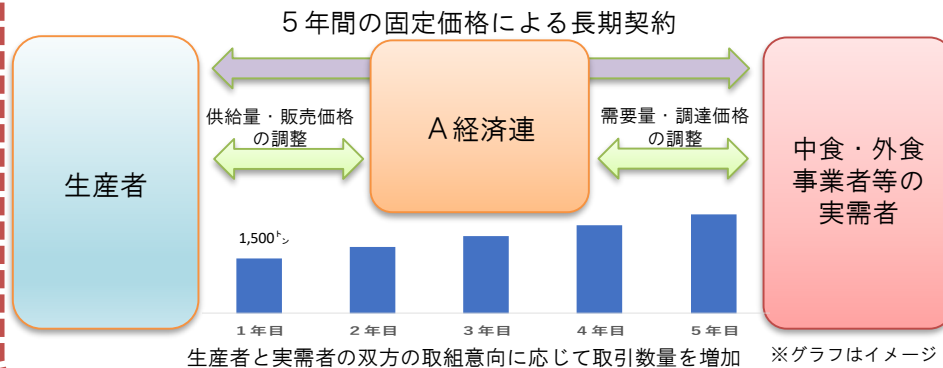 5年間の固定価格による長期契約
供給量・販売価格
の調整
A経済連
需要量・調達価格
の調整
生産者
中食・外食
事業者等の
実需者
1,500㌧
1年目
2年目
3年目
4年目
5年目
生産者と実需者の双方の取組意向に応じて取引数量を増加
※グラフはイメージ